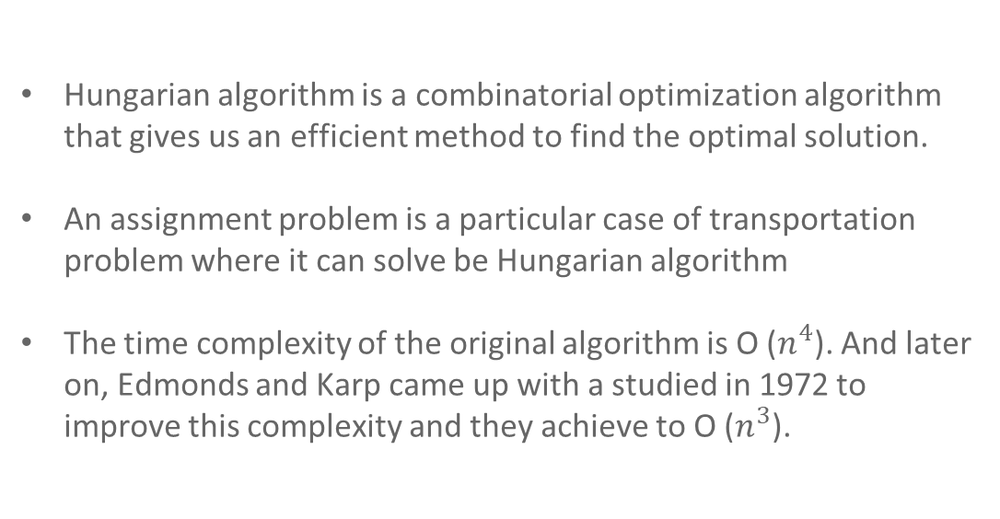 • Hungarian algorithm is a combinatorial optimization algorithm
that gives us an efficient method to find the optimal solution.
• An assignment problem is a particular case of transportation
problem where it can solve be Hungarian algorithm
• The time complexity of the original algorithm is O (n⁴). And later
on, Edmonds and Karp came up with a studied in 1972 to
improve this complexity and they achieve to O (n³).